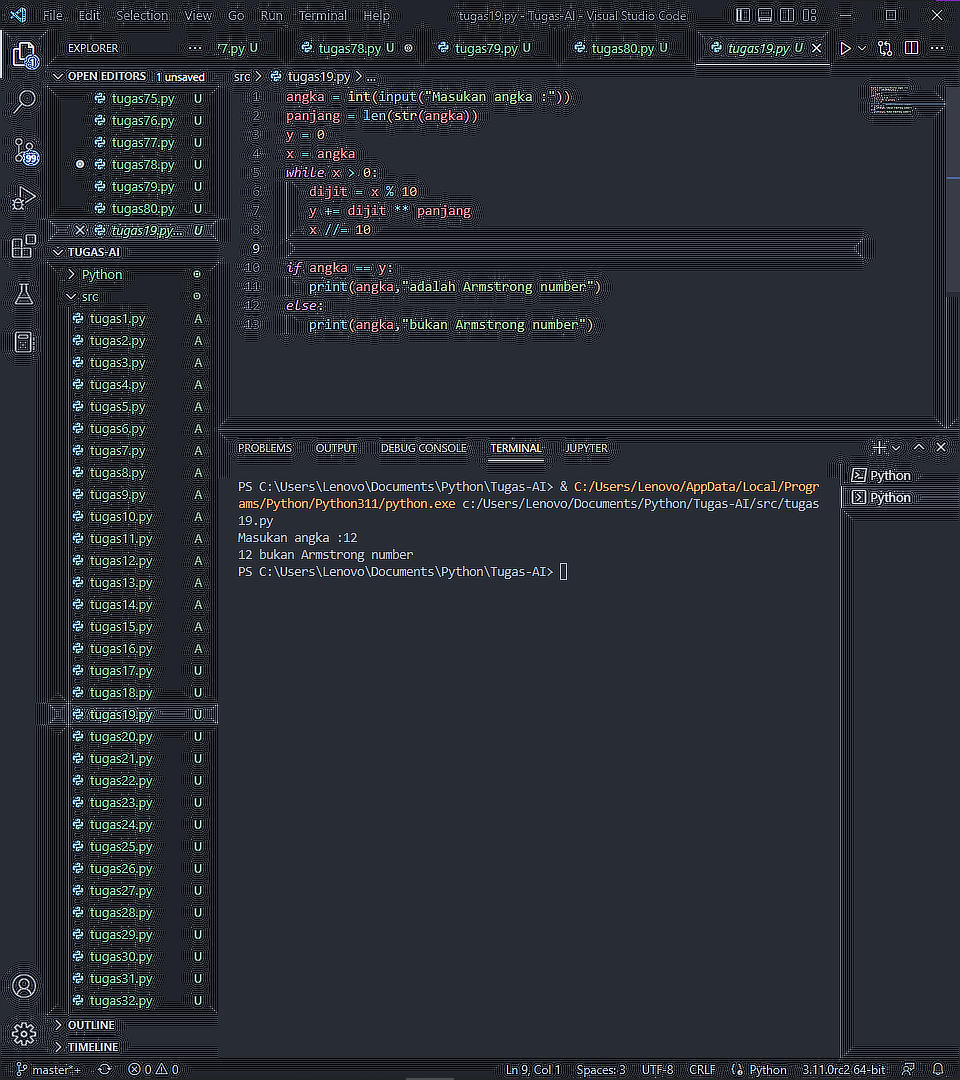 File Edit Selection View Go Run Terminal Help tugas19.py - Tugas-AI - Visual Studio Code
EXPLORER
77.py U tugas78.py U tugas79.py U tugas80.py U tugas19.py U
OPEN EDITORS 1 unsaved
tugas75.py U
tugas76.py U
tugas77.py U
tugas78.py U
tugas79.py U
tugas80.py U
tugas19.py... U
TUGAS-AI
Python
src
tugas1.py A
tugas2.py A
tugas3.py A
tugas4.py A
tugas5.py A
tugas6.py A
tugas7.py A
tugas8.py A
tugas9.py A
tugas10.py A
tugas11.py A
tugas12.py A
tugas13.py A
tugas14.py A
tugas15.py A
tugas16.py A
tugas17.py U
tugas18.py U
tugas19.py U
tugas20.py U
tugas21.py U
tugas22.py U
tugas23.py U
tugas24.py U
tugas25.py U
tugas26.py U
tugas27.py U
tugas28.py U
tugas29.py U
tugas30.py U
tugas31.py U
tugas32.py U
OUTLINE
TIMELINE
src > tugas19.py > ...
1 angka = int(input("Masukan angka :"))
2 panjang = len(str(angka))
3 y = 0
4 x = angka
5 while x > 0:
6 dijit = x % 10
7 y += dijit ** panjang
8 x //= 10
9
10 if angka == y:
11 print(angka,"adalah Armstrong number")
12 else:
13 print(angka,"bukan Armstrong number")
PROBLEMS OUTPUT DEBUG CONSOLE TERMINAL JUPYTER
PS C:\Users\Lenovo\Documents\Python\Tugas-AI> & C:/Users/Lenovo/AppData/Local/Progr
ams/Python/Python311/python.exe c:/Users/Lenovo/Documents/Python/Tugas-AI/src/tugas
19.py
Masukan angka :12
12 bukan Armstrong number
PS C:\Users\Lenovo\Documents\Python\Tugas-AI>
Python
Python
1
99
master*+ 0 0 Ln 9, Col 1 Spaces: 3 UTF-8 CRLF Python 3.11.0rc2 64-bit